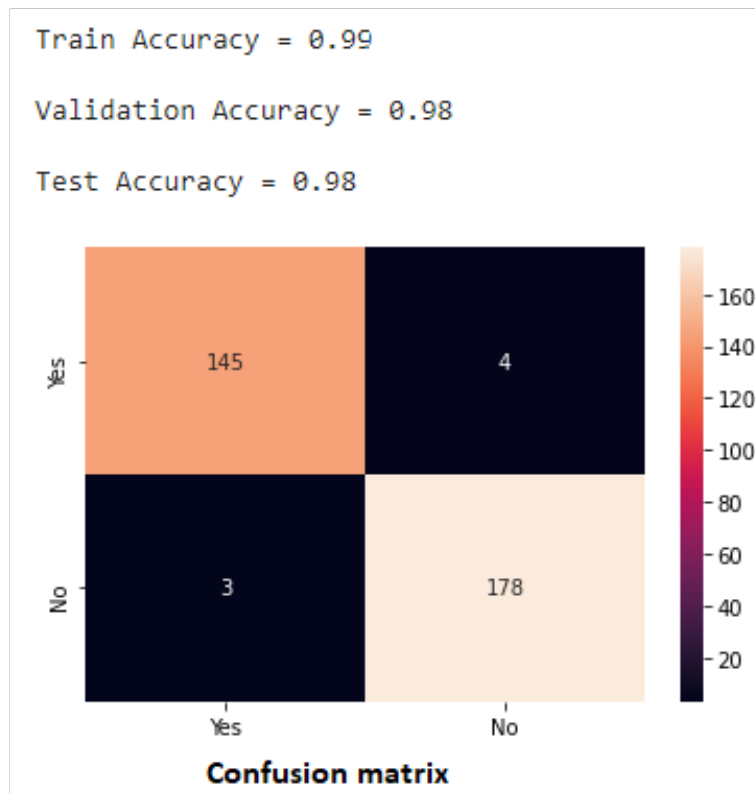 Train Accuracy = 0.99
Validation Accuracy = 0.98
Test Accuracy = 0.98
Yes
145
4
No
3
178
Yes
No
160
140
120
100
80
60
40
20
Confusion matrix